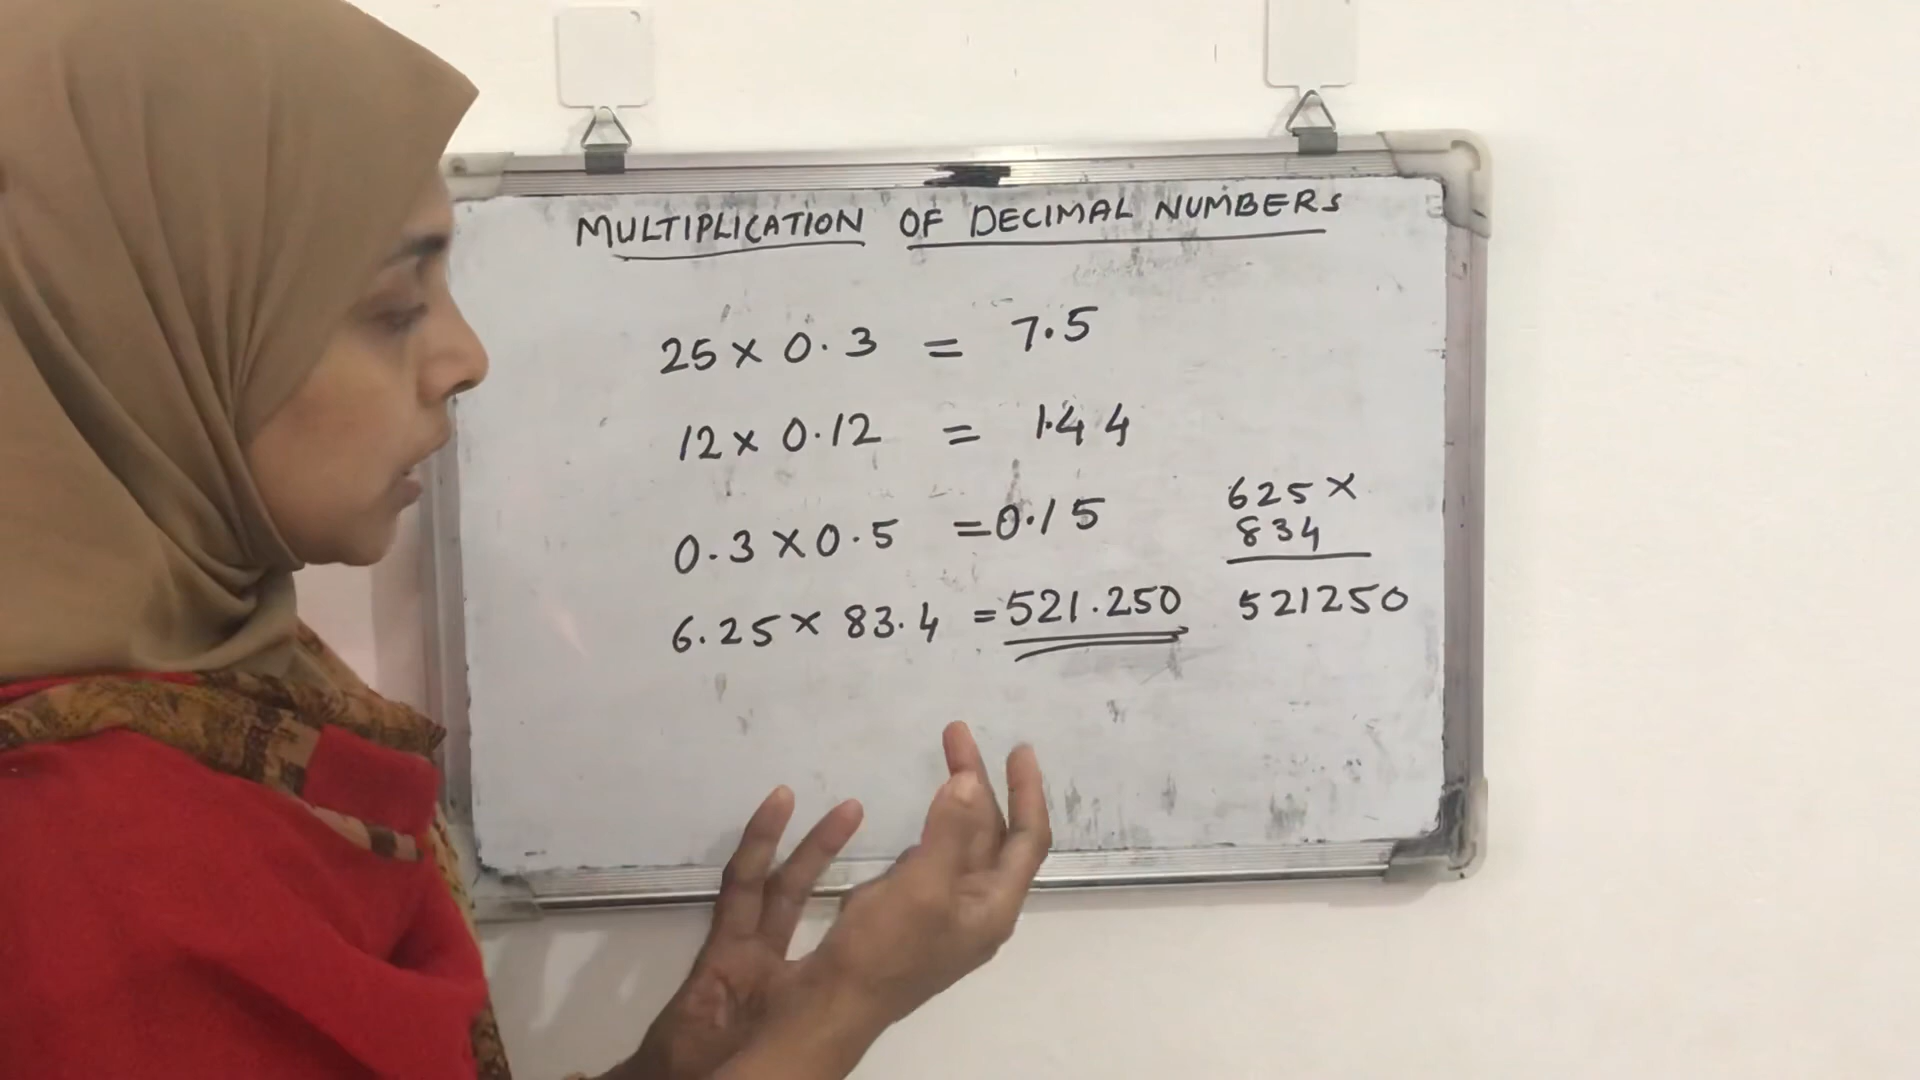 MULTIPLICATION OF DECIMAL NUMBERS
25 × 0.3 = 7.5
12 × 0.12 = 1.44
0.3 × 0.5 = 0.15
6.25 × 83.4 = 521.250
625 ×
834
521250